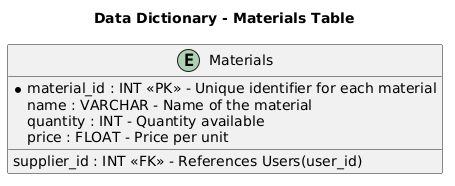 Data Dictionary - Materials Table
E Materials
material_id : INT «PK» - Unique identifier for each material
name : VARCHAR - Name of the material
quantity : INT - Quantity available
price : FLOAT - Price per unit
supplier_id : INT «FK» - References Users(user_id)